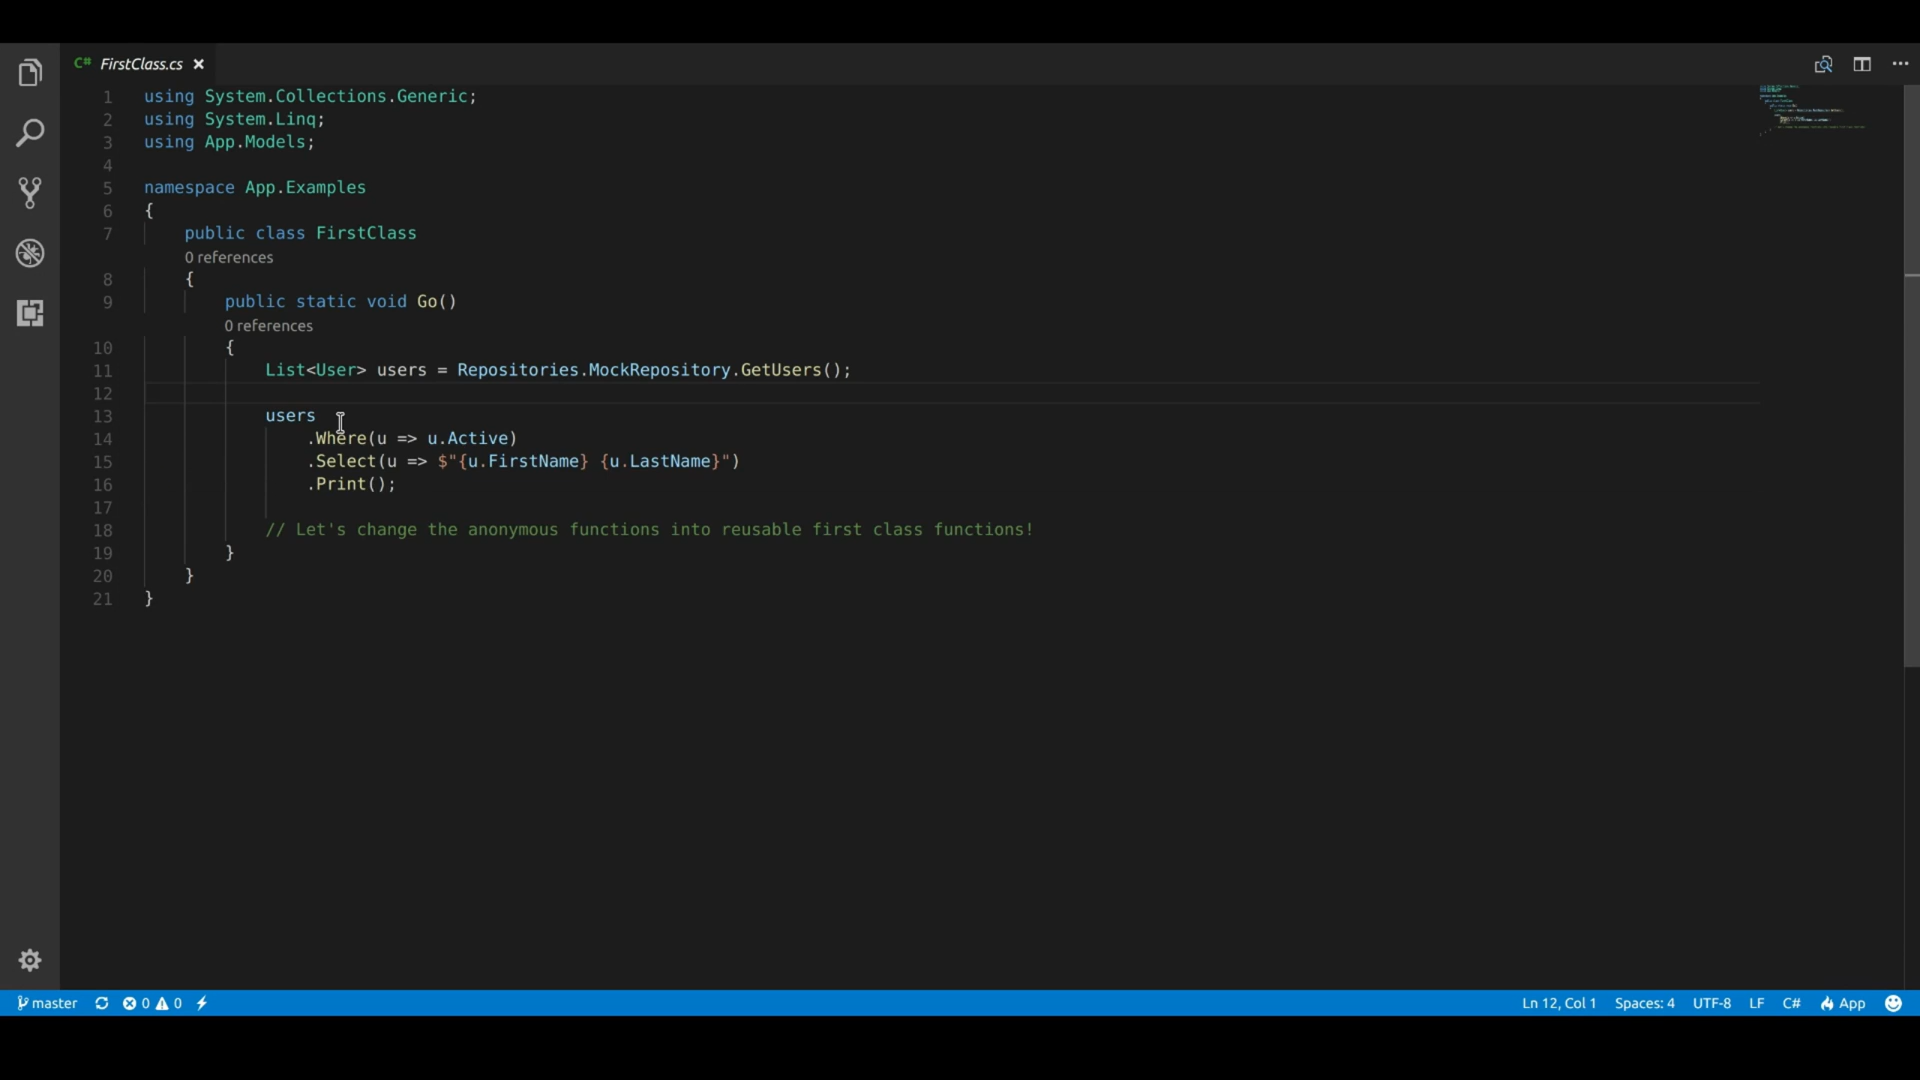 C# FirstClass.cs
1 using System.Collections.Generic;
2 using System.Linq;
3 using App.Models;
4
5 namespace App.Examples
6 {
7 public class FirstClass
0 references
8 {
9 public static void Go()
0 references
10 {
11 List<User> users = Repositories.MockRepository.GetUsers();
12
13 users
14 .Where(u => u.Active)
15 .Select(u => $"{u.FirstName} {u.LastName}")
16 .Print();
17
18 // Let's change the anonymous functions into reusable first class functions!
19 }
20 }
21 }
master 0 0 Ln 12, Col 1 Spaces: 4 UTF-8 LF C# App